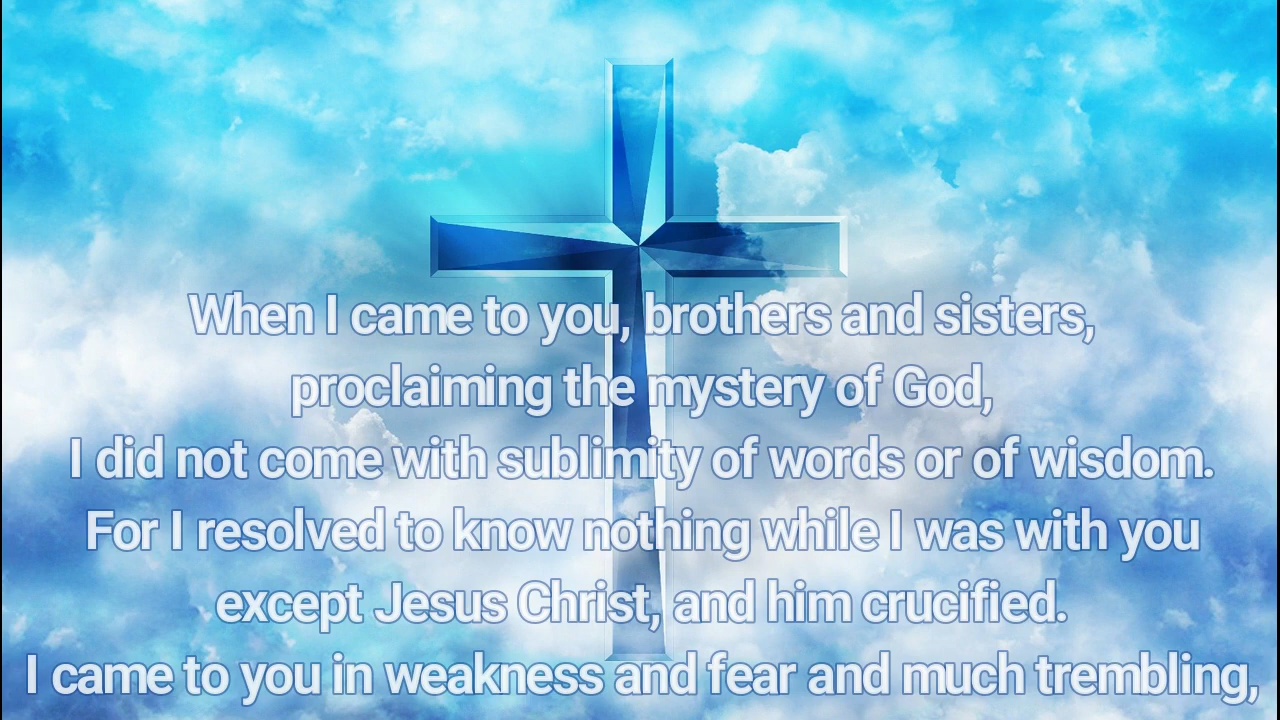 When I came to you, brothers and sisters,
proclaiming the mystery of God,
I did not come with sublimity of words or of wisdom.
For I resolved to know nothing while I was with you
except Jesus Christ, and him crucified.
I came to you in weakness and fear and much trembling,